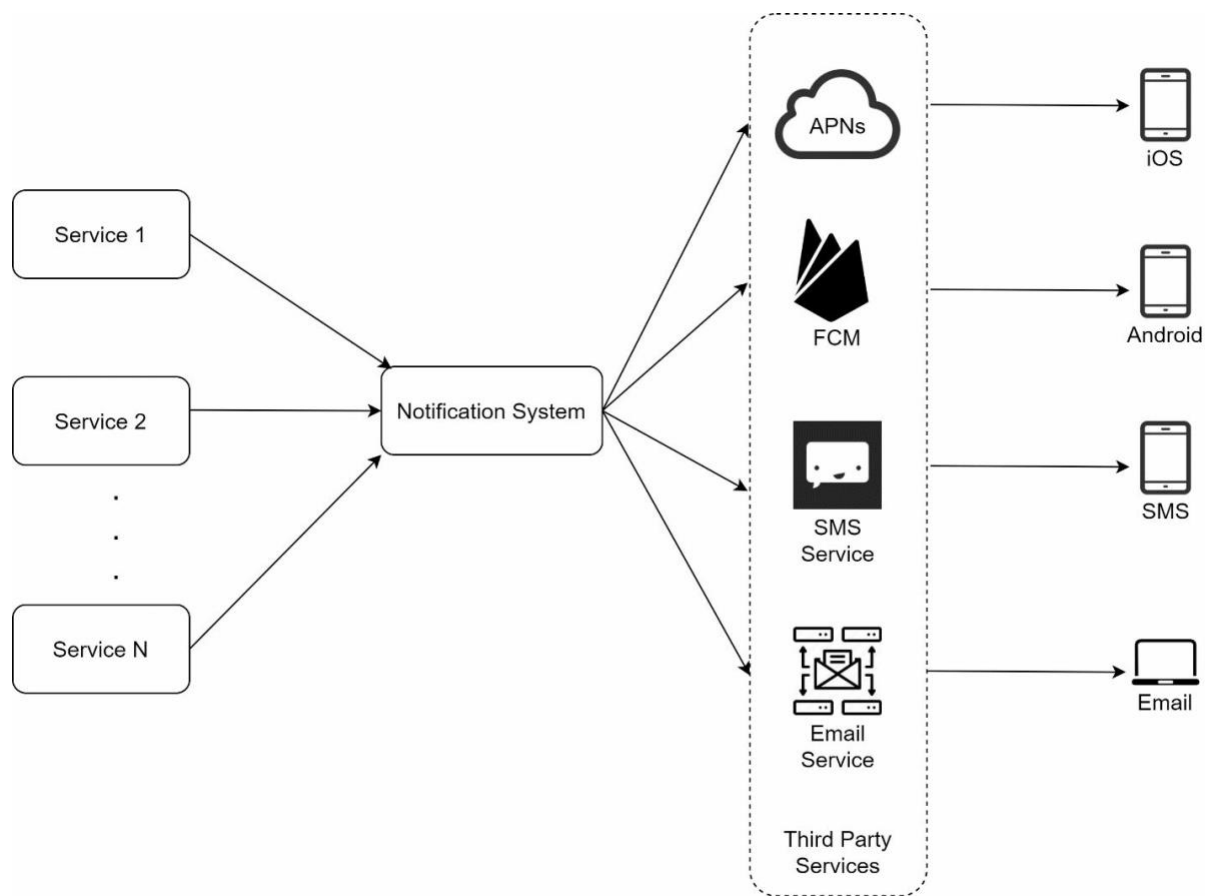 APNs
iOS
Service 1
FCM
Android
Service 2
Notification System
SMS
Service
SMS
Service N
Email
Service
Email
Third Party
Services